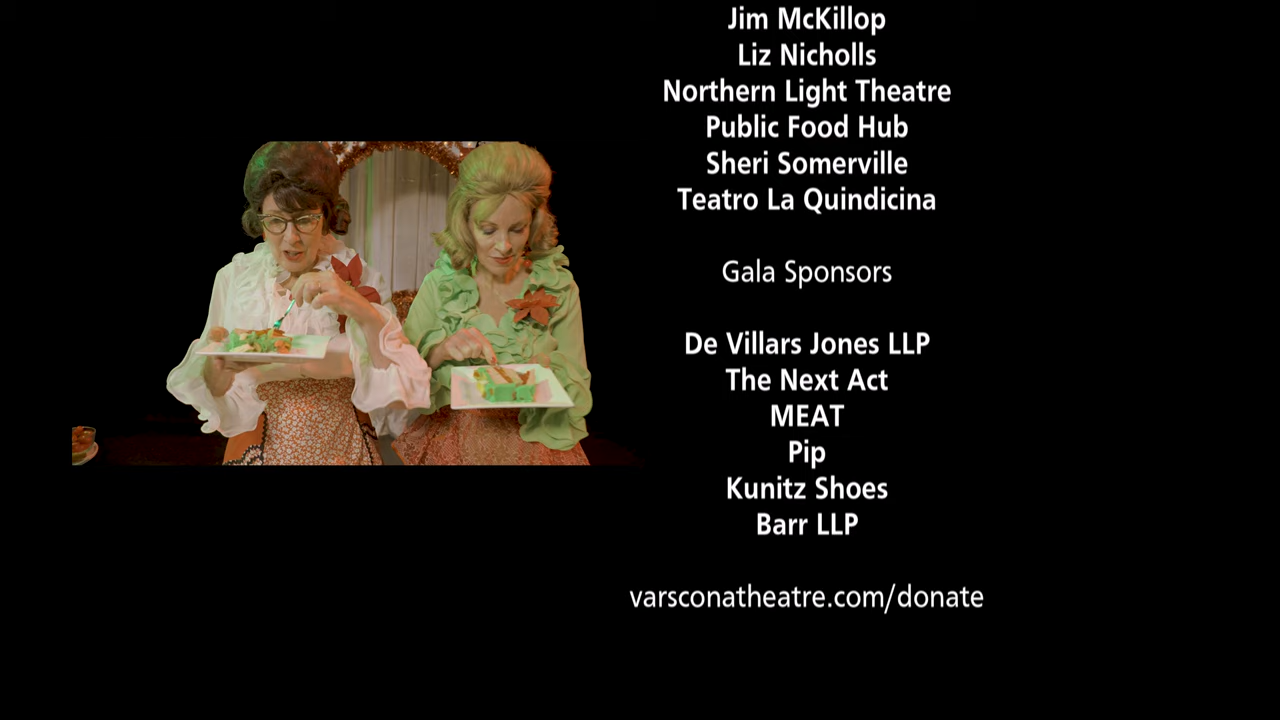 Jim McKillop
Liz Nicholls
Northern Light Theatre
Public Food Hub
Sheri Somerville
Teatro La Quindicina
Gala Sponsors
De Villars Jones LLP
The Next Act
MEAT
Pip
Kunitz Shoes
Barr LLP
varsconatheatre.com/donate